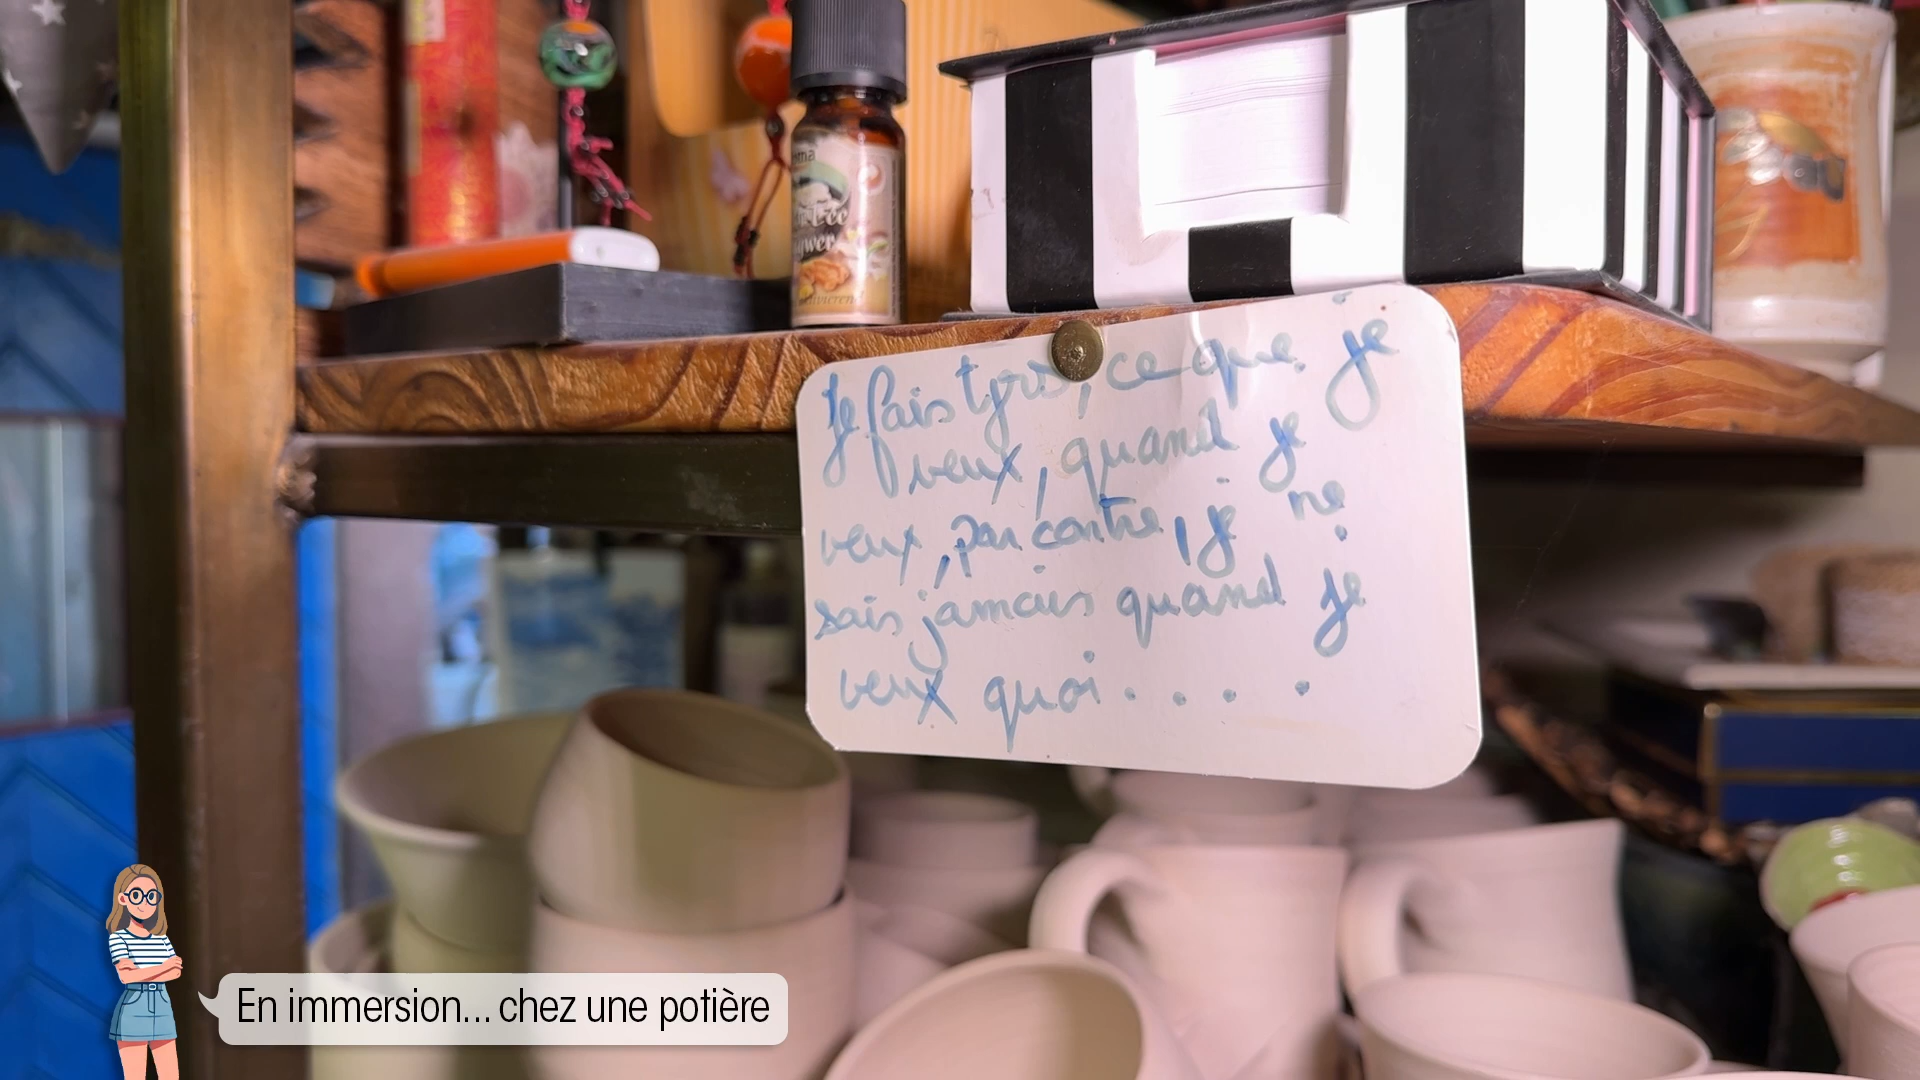 Je fais tjrs, ce que je
veux, quand je
veux, par contre, je ne
sais jamais quand je
veux quoi....
En immersion... chez une potière